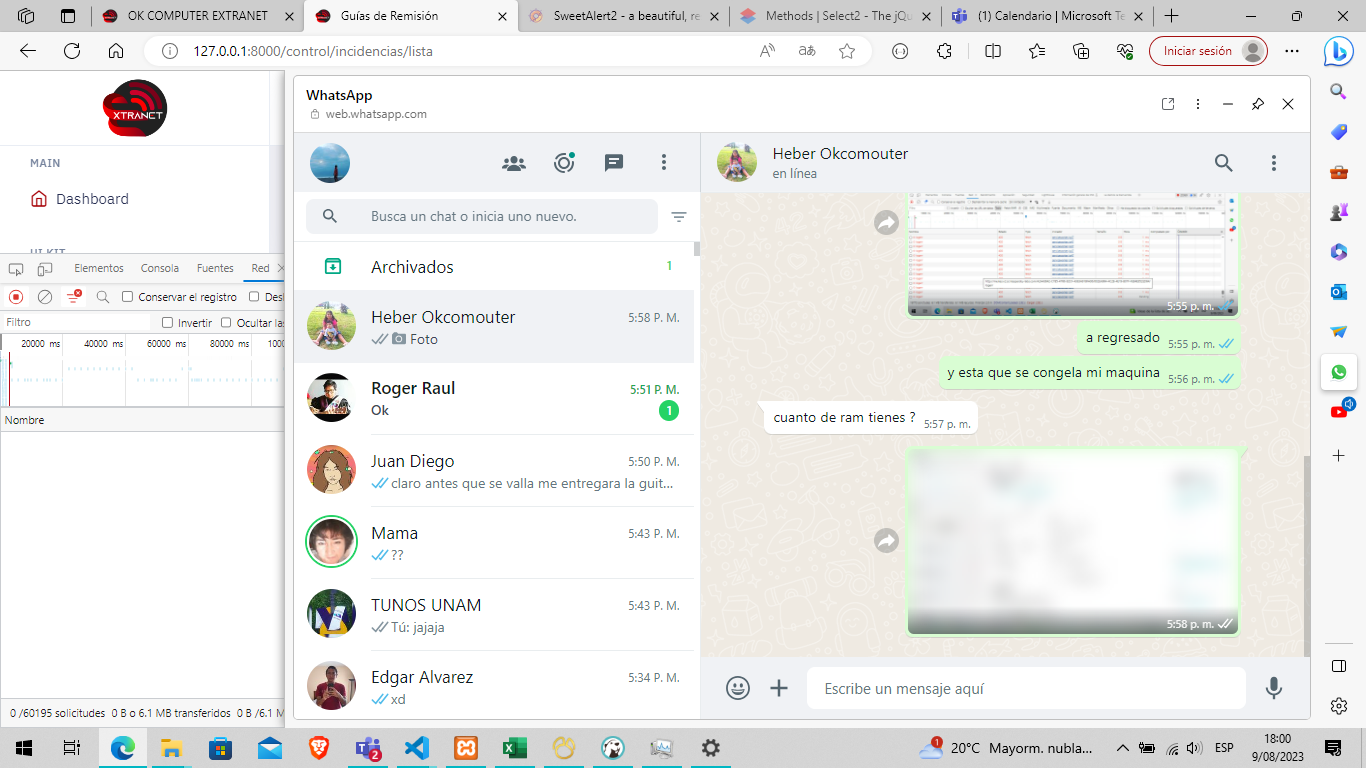 OK COMPUTER EXTRANET
Guías de Remisión
SweetAlert2 - a beautiful, re
Methods | Select2 - The jQu
(1) Calendario | Microsoft Te
127.0.0.1:8000/control/incidencias/lista
Iniciar sesión
XTRANCT
MAIN
Dashboard
UI KIT
Elementos
Consola
Fuentes
Red
Conservar el registro
Filtro
Invertir
Ocultar las
20000 ms
40000 ms
60000 ms
80000 ms
Nombre
0 /60195 solicitudes
0 B o 6.1 MB transferidos
0 B /6.1 M
WhatsApp
web.whatsapp.com
Busca un chat o inicia uno nuevo.
Archivados
1
Heber Okcomouter
5:58 P. M.
Foto
Roger Raul
5:51 P. M.
Ok
1
Juan Diego
5:50 P. M.
claro antes que se valla me entregara la guit...
Mama
5:43 P. M.
??
TUNOS UNAM
5:43 P. M.
Tú: jajaja
Edgar Alvarez
5:34 P. M.
xd
Heber Okcomouter
en línea
5:55 p. m.
a regresado
5:55 p. m.
y esta que se congela mi maquina
5:56 p. m.
cuanto de ram tienes ?
5:57 p. m.
5:58 p. m.
Escribe un mensaje aquí
2
1
20°C Mayorm. nubla...
ESP
18:00
9/08/2023